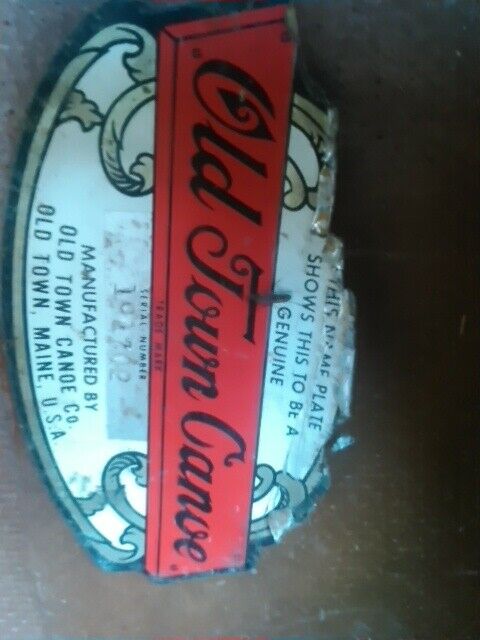 THIS NAME PLATE
SHOWS THIS TO BE A
GENUINE
Old Town Canoe
TRADE MARK
SERIAL NUMBER
MANUFACTURED BY
OLD TOWN CANOE Co.
OLD TOWN, MAINE, U.S.A